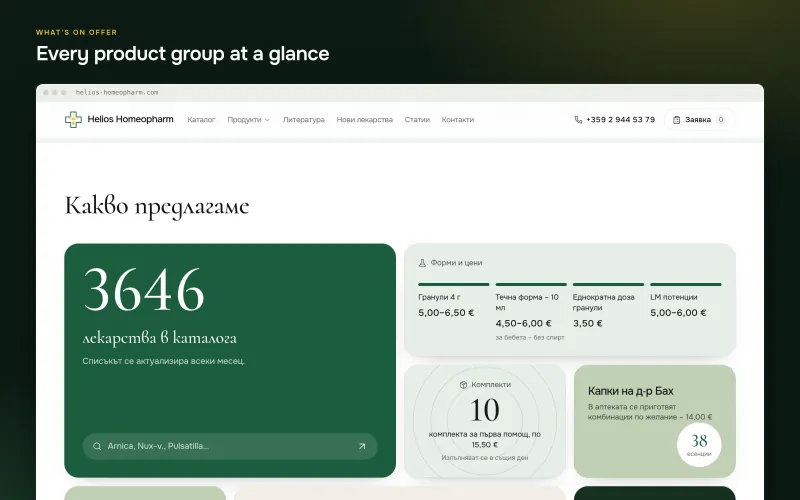 WHAT'S ON OFFER
Every product group at a glance
helios-homeopharm.com
Helios Homeopharm
Каталог
Продукти
Литература
Нови лекарства
Статии
Контакти
+359 2 944 53 79
Заявка
0
Какво предлагаме
3646
лекарства в каталога
Списъкът се актуализира всеки месец.
Arnica, Nux-v., Pulsatilla...
Форми и цени
Гранули 4 г
5,00–6,50 €
Течна форма – 10
мл
4,50–6,00 €
за бебета – без спирт
Еднократна доза
гранули
3,50 €
LM потенции
5,00–6,00 €
Комплекти
10
комплекта за първа помощ, по
15,50 €
Изпълняват се в същия ден
Капки на д-р Бах
В аптеката се приготвят
комбинации по желание – 14,00 €
38
есенции